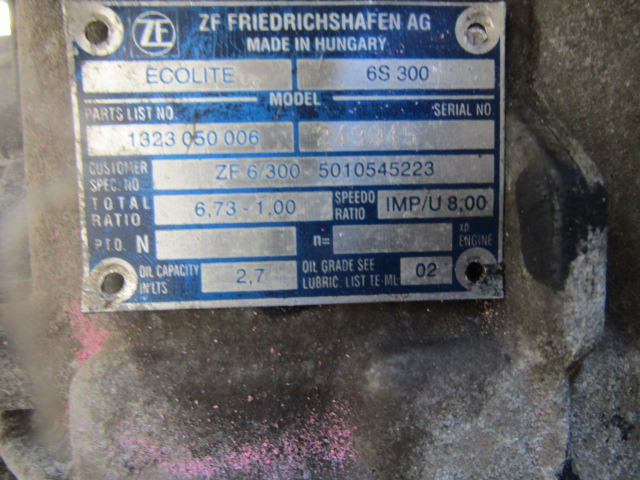 ZF
ZF FRIEDRICHSHAFEN AG
MADE IN HUNGARY
ECOLITE 6S 300
MODEL
PARTS LIST NO. SERIAL NO.
1323 050 006
CUSTOMER SPEC. NO ZF 6/300 5010545223
TOTAL RATIO 6,73 - 1,00 SPEEDO RATIO IMP/U 8,00
P.T.O. N n= XD ENGINE
OIL CAPACITY IN LTS 2,7 OIL GRADE SEE LUBRIC. LIST TE-ML 02